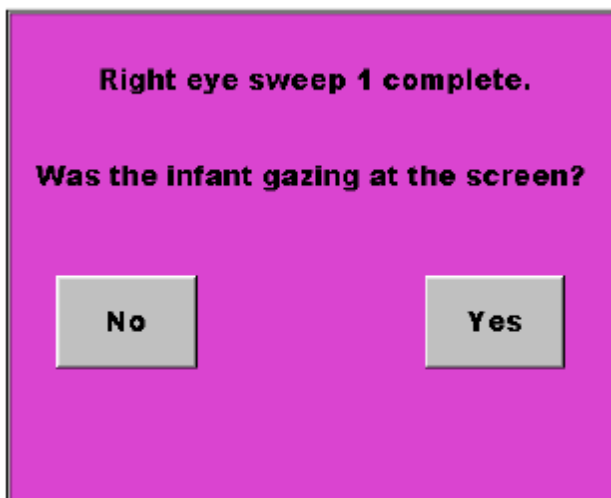 Right eye sweep 1 complete.
Was the infant gazing at the screen?
No
Yes